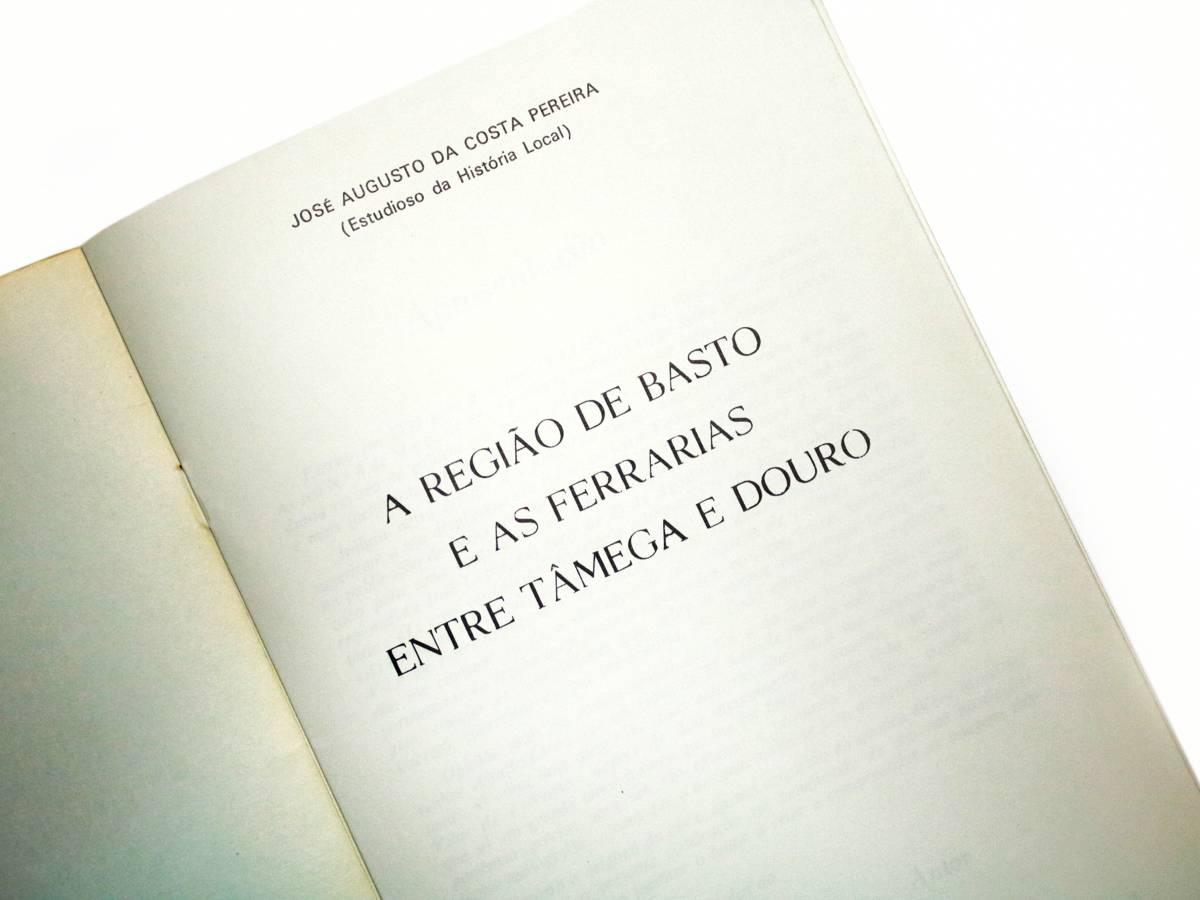 JOSÉ AUGUSTO DA COSTA PEREIRA
(Estudioso da História Local)
A REGIÃO DE BASTO
E AS FERRARIAS
ENTRE TÂMEGA E DOURO